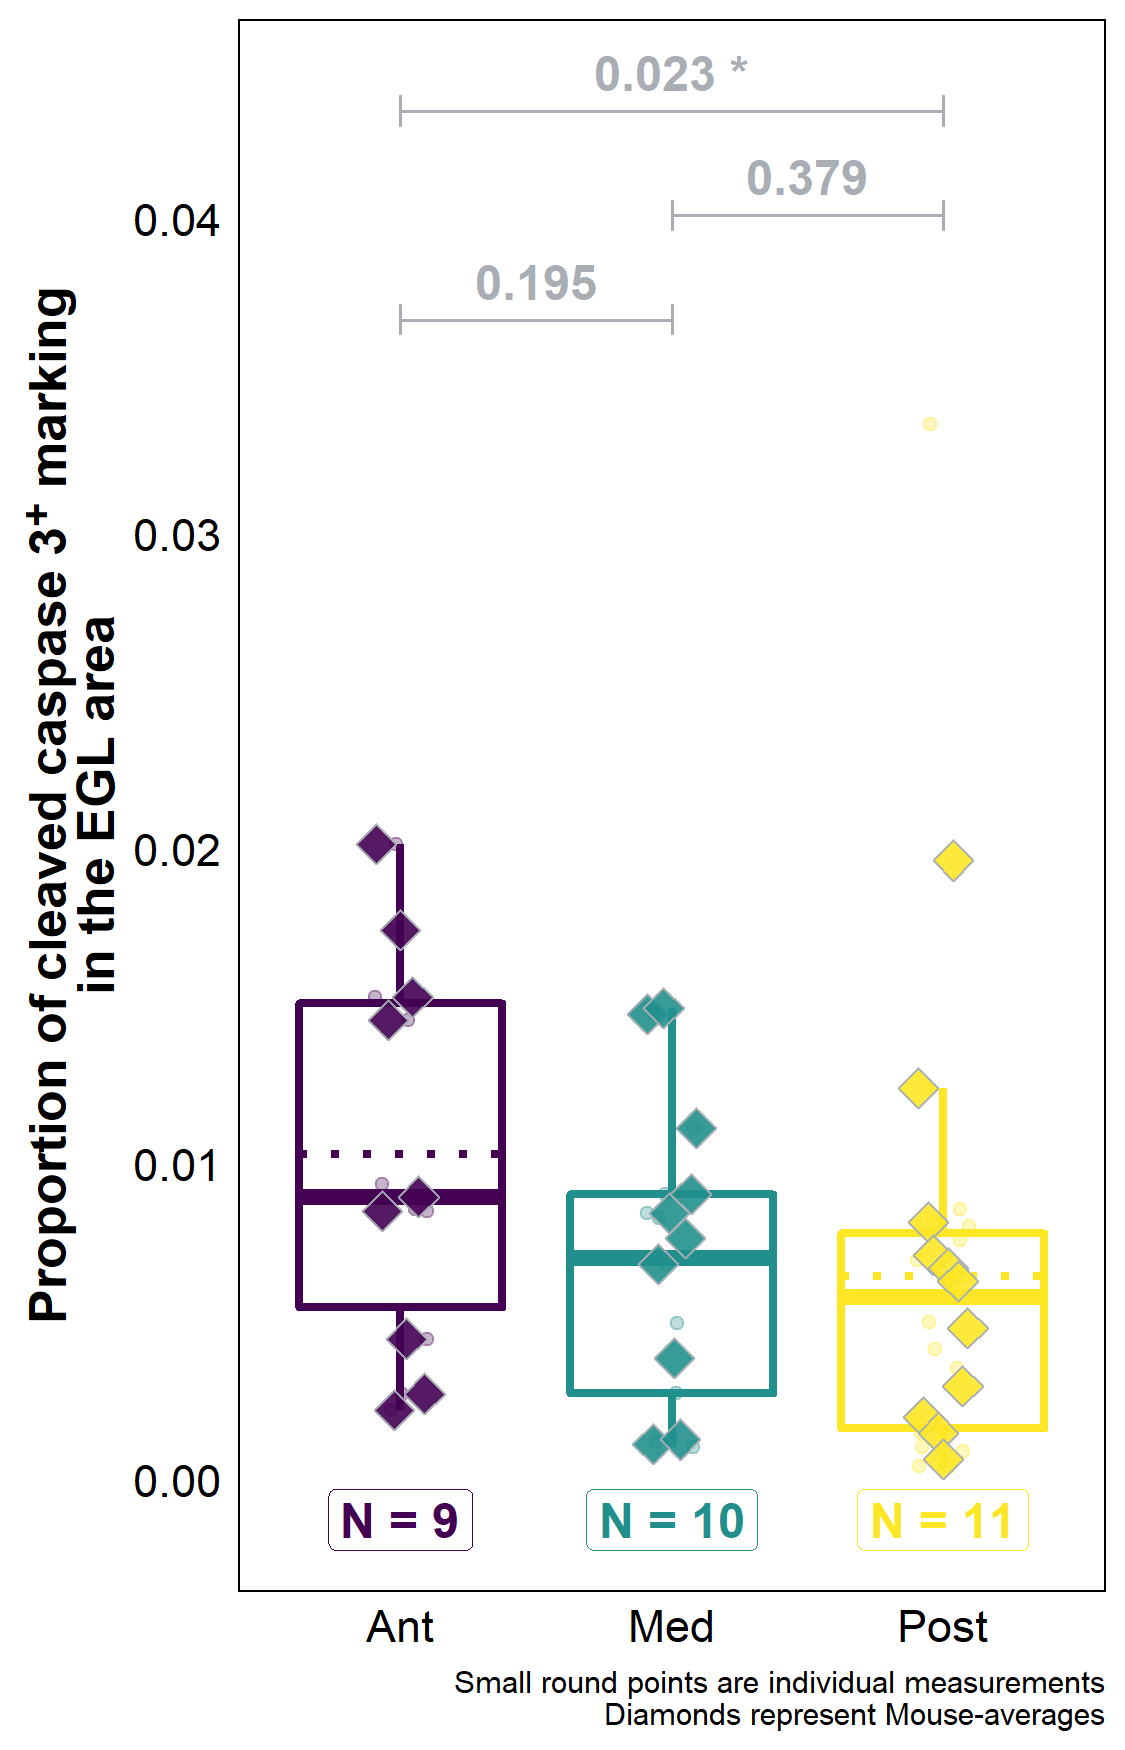 0.023 *
0.379
0.195
0.04
0.03
0.02
0.01
0.00
Proportion of cleaved caspase 3⁺ marking
in the EGL area
N = 9
N = 10
N = 11
Ant
Med
Post
Small round points are individual measurements
Diamonds represent Mouse-averages